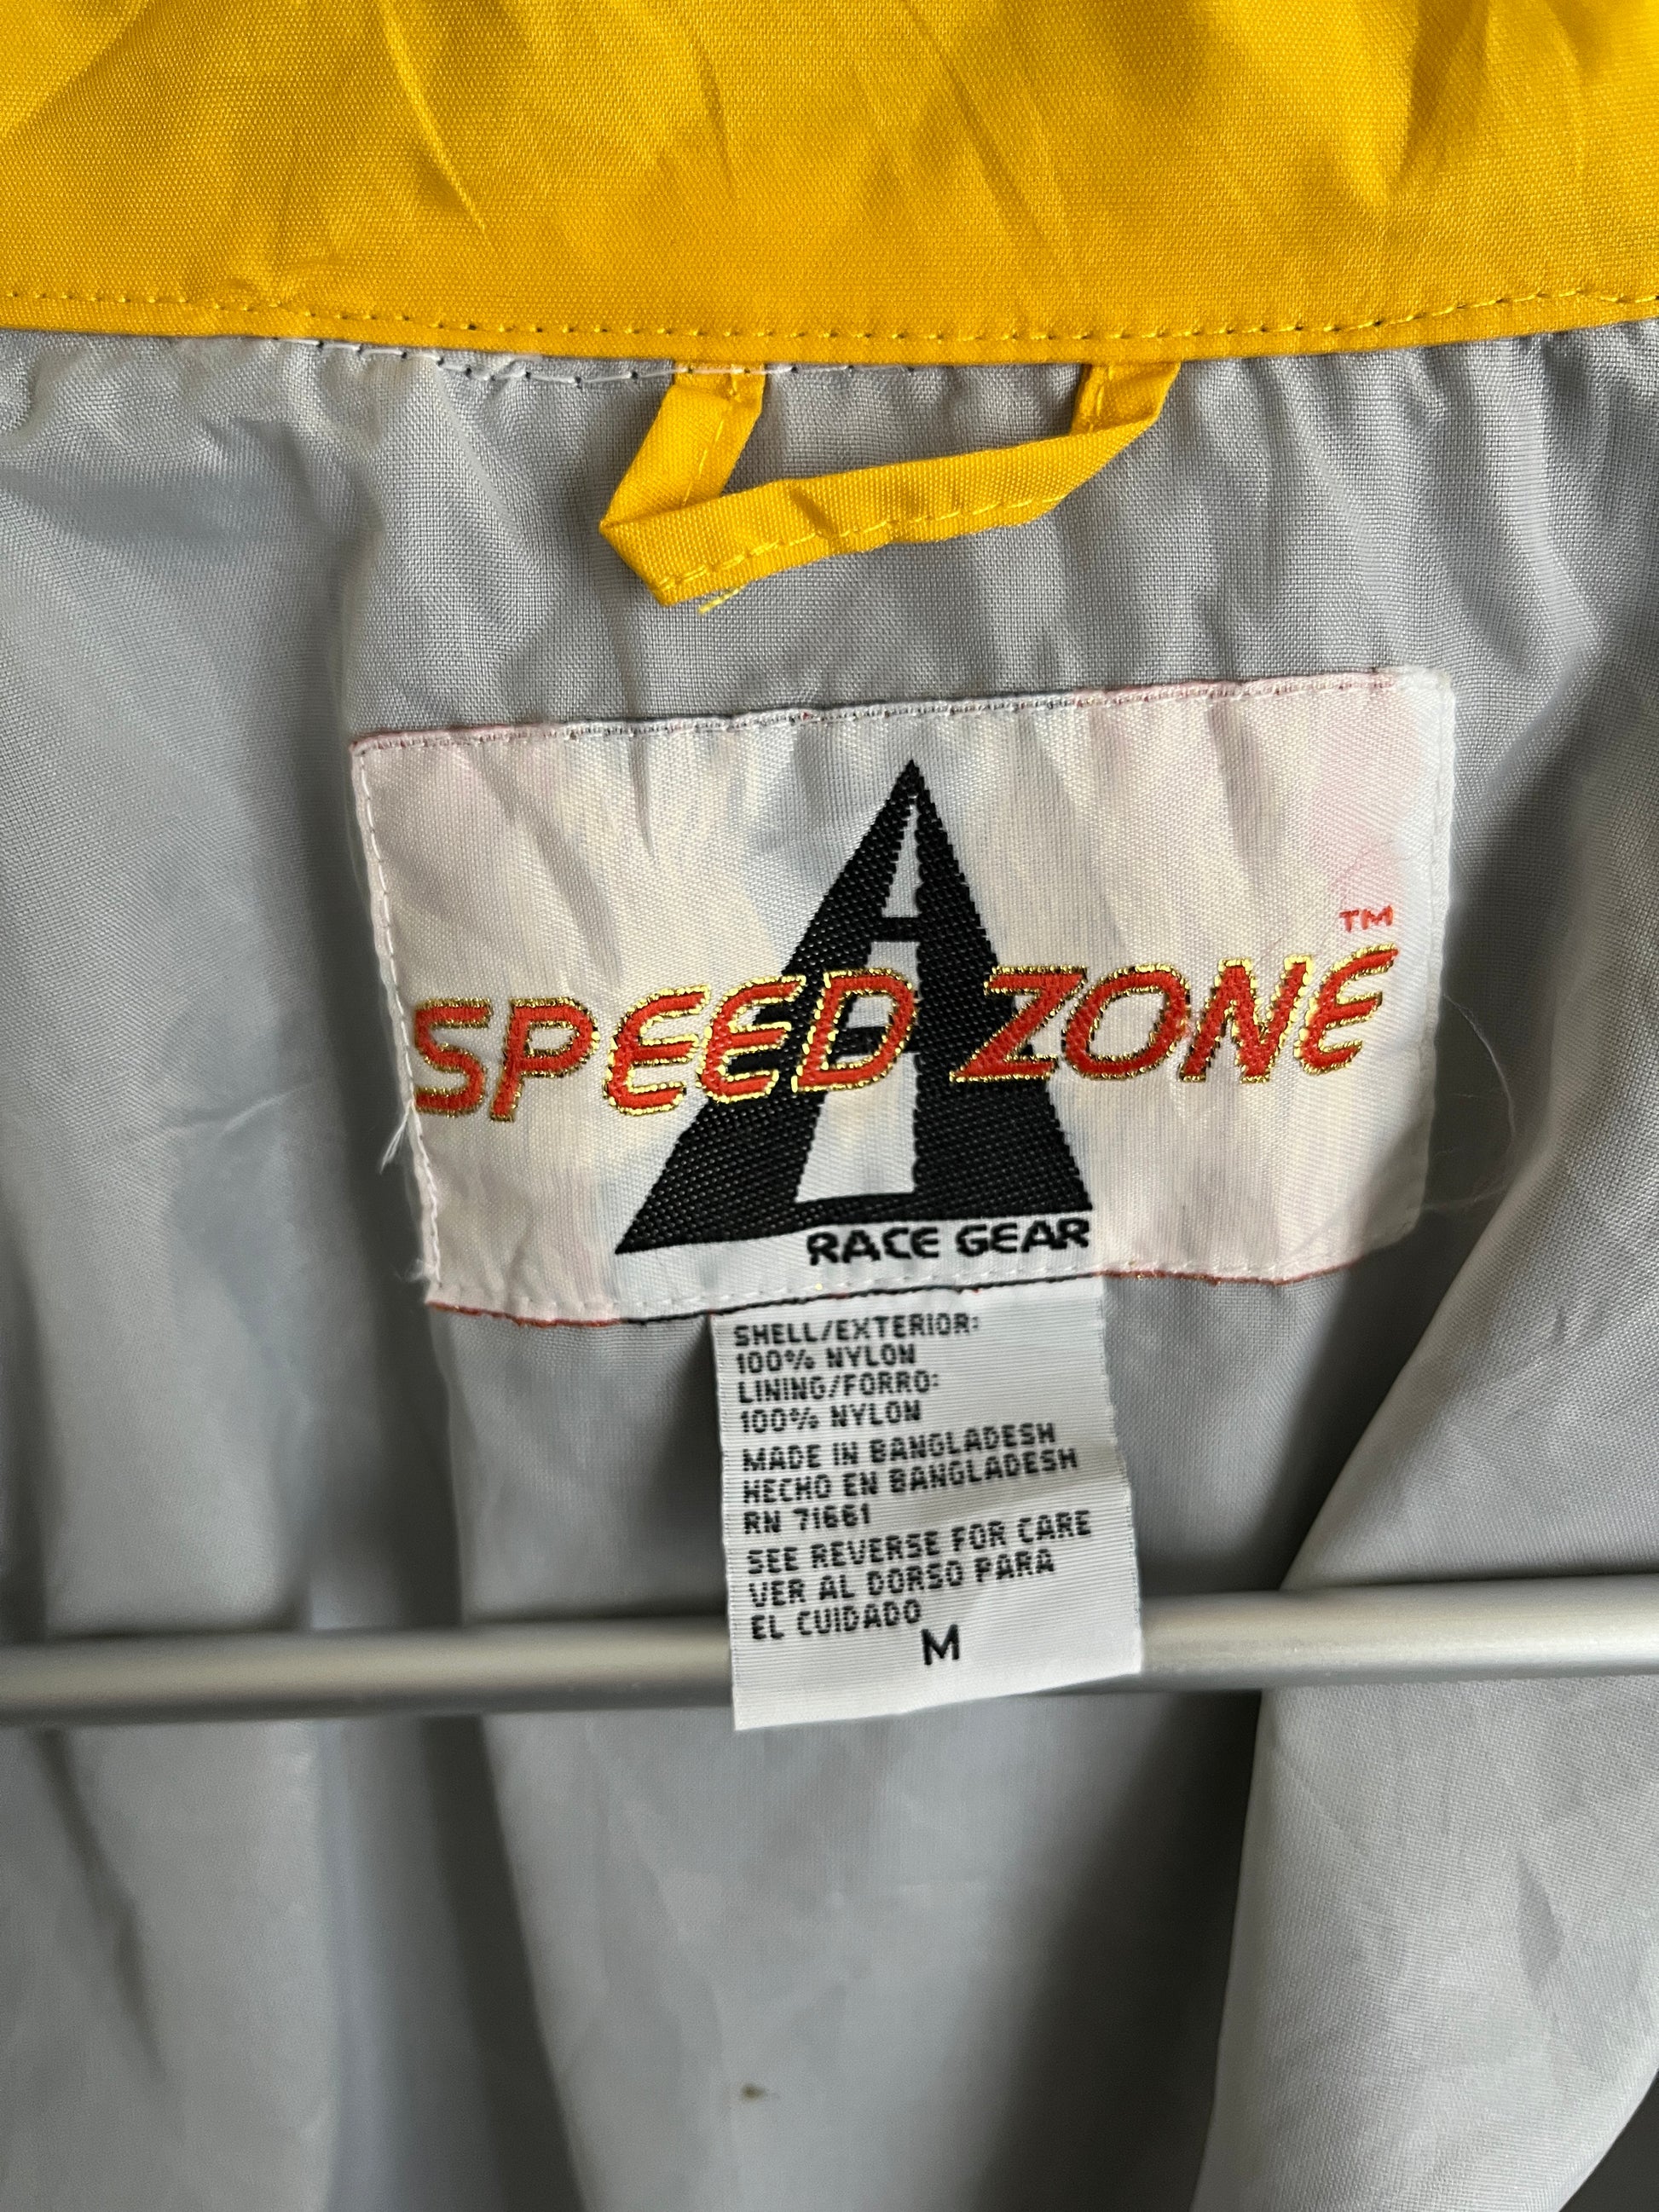 SPEED ZONE ™
RACE GEAR
SHELL/EXTERIOR:
100% NYLON
LINING/FORRO:
100% NYLON
MADE IN BANGLADESH
HECHO EN BANGLADESH
RN 71661
SEE REVERSE FOR CARE
VER AL DORSO PARA
EL CUIDADO
M